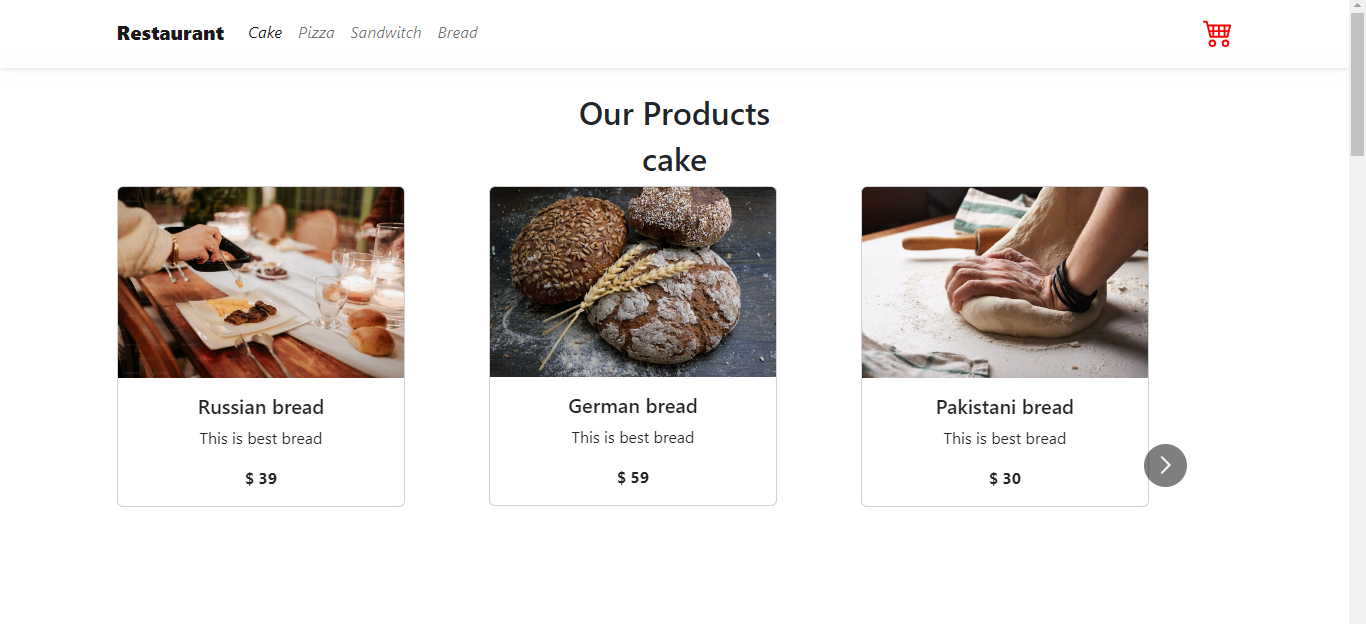 Restaurant Cake Pizza Sandwitch Bread
Our Products
cake
Russian bread
This is best bread
$ 39
German bread
This is best bread
$ 59
Pakistani bread
This is best bread
$ 30